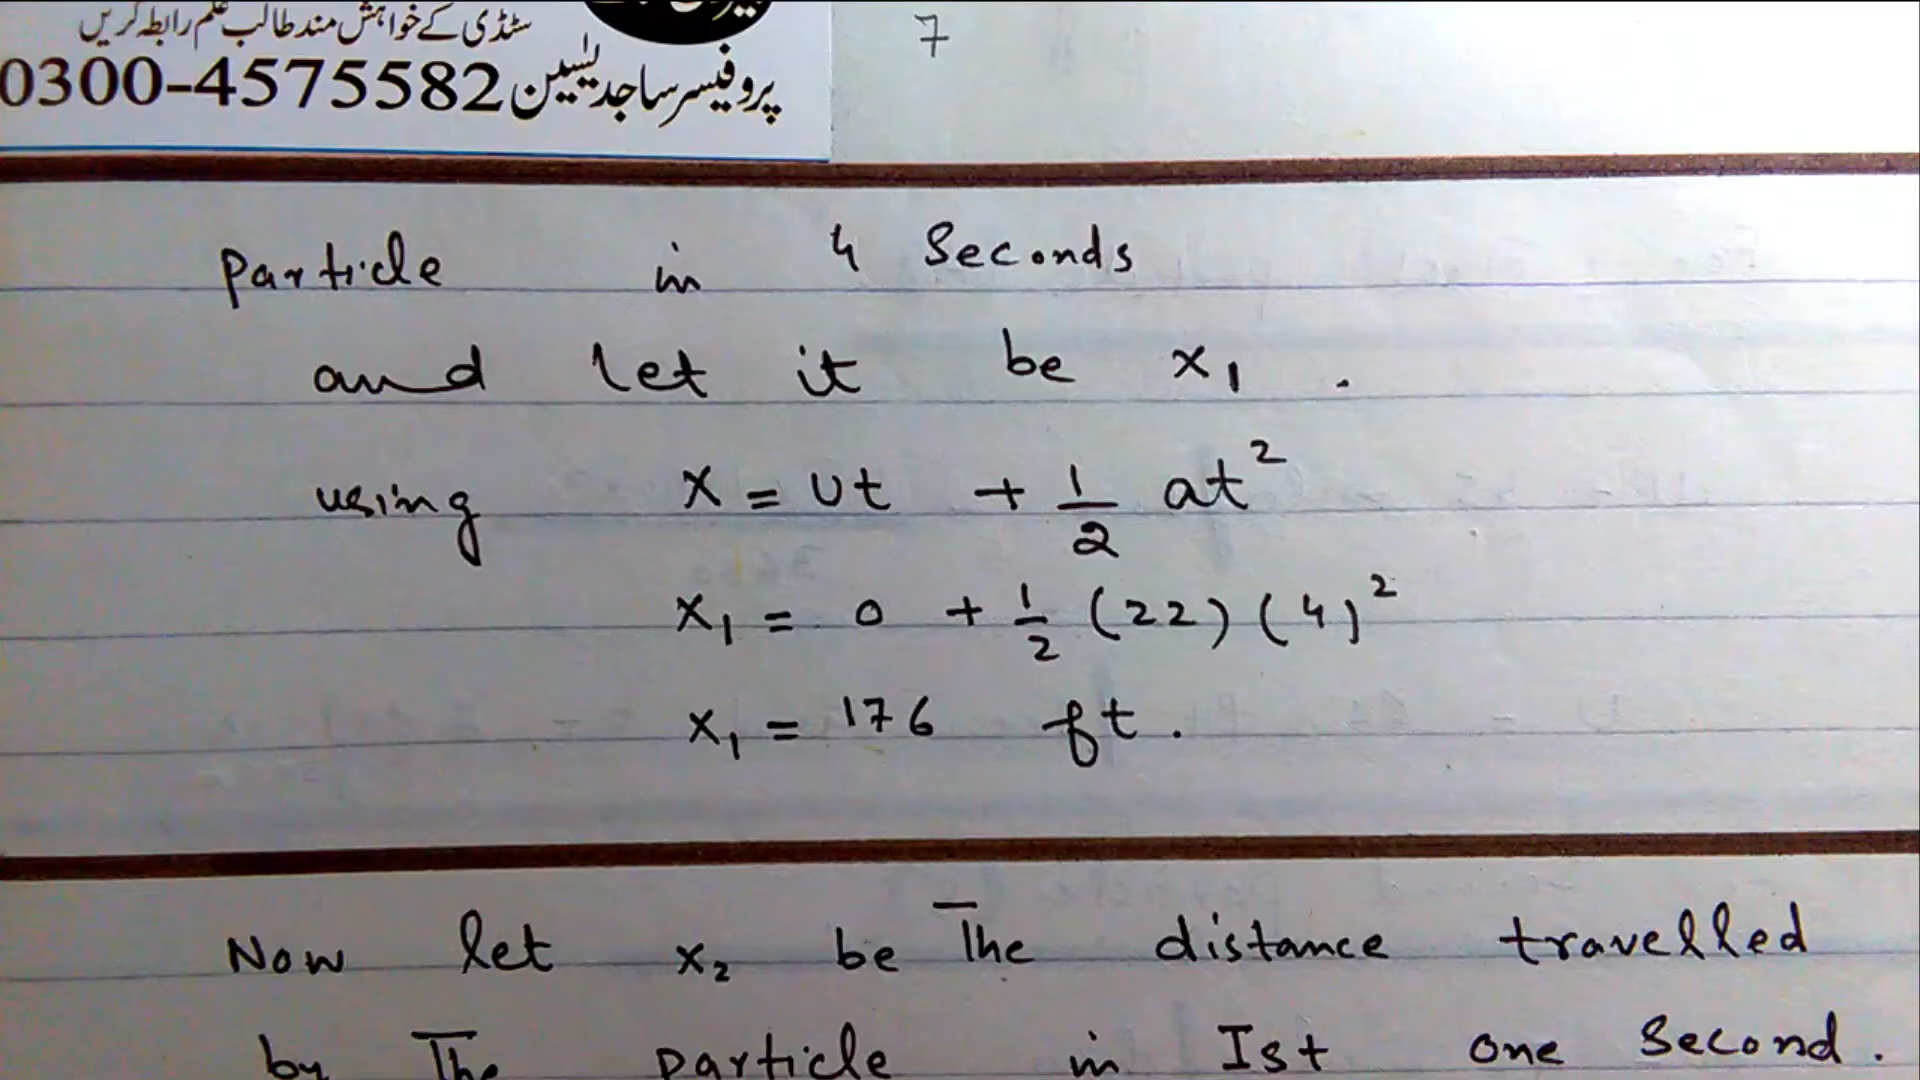 سٹڈی کے خواہش مند طالب علم رابطہ کریں
پروفیسر ساجد یٰسین 0300-4575582
7
particle in 4 Seconds
and let it be x₁ .
using x = Ut + 1/2 at²
x₁ = 0 + 1/2 (22) (4)²
x₁ = 176 ft .
Now let x₂ be The distance travelled
by The particle in Ist one Second .